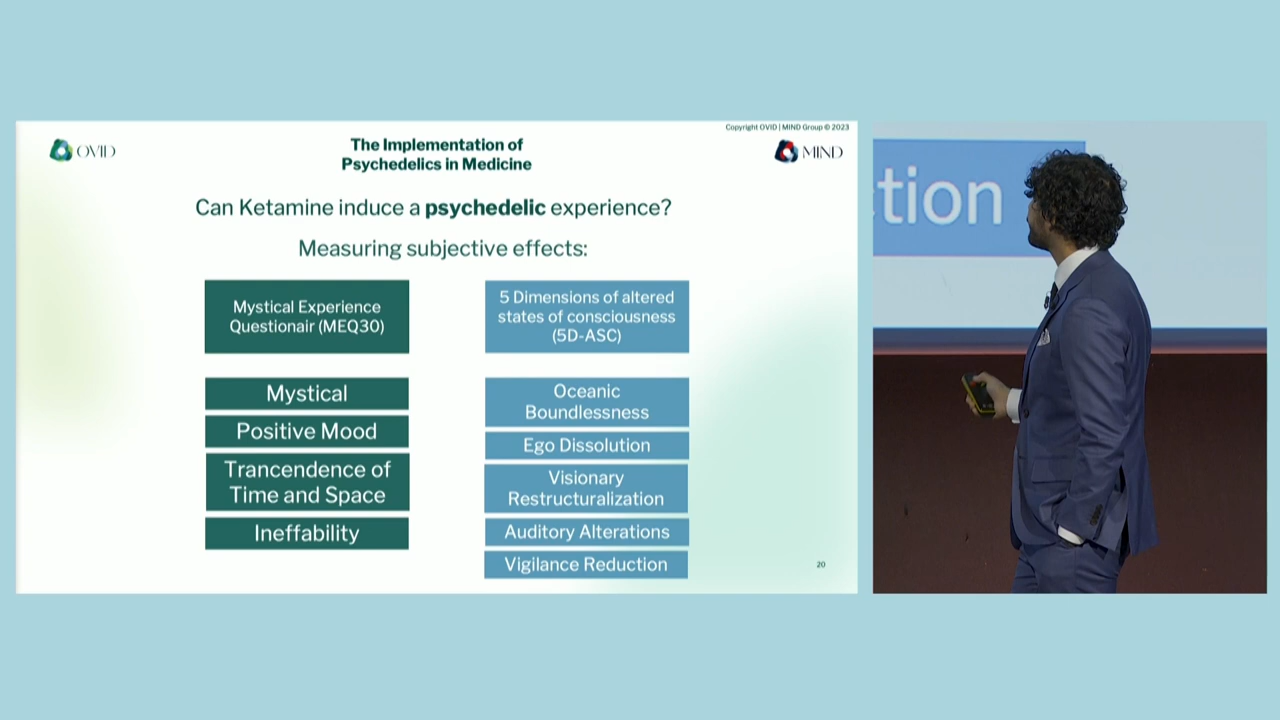 Copyright OVID | MIND Group © 2023
OVID
The Implementation of
Psychedelics in Medicine
MIND
Can Ketamine induce a psychedelic experience?
Measuring subjective effects:
Mystical Experience
Questionair (MEQ30)
Mystical
Positive Mood
Trancendence of
Time and Space
Ineffability
5 Dimensions of altered
states of consciousness
(5D-ASC)
Oceanic
Boundlessness
Ego Dissolution
Visionary
Restructuralization
Auditory Alterations
Vigilance Reduction
20
tion